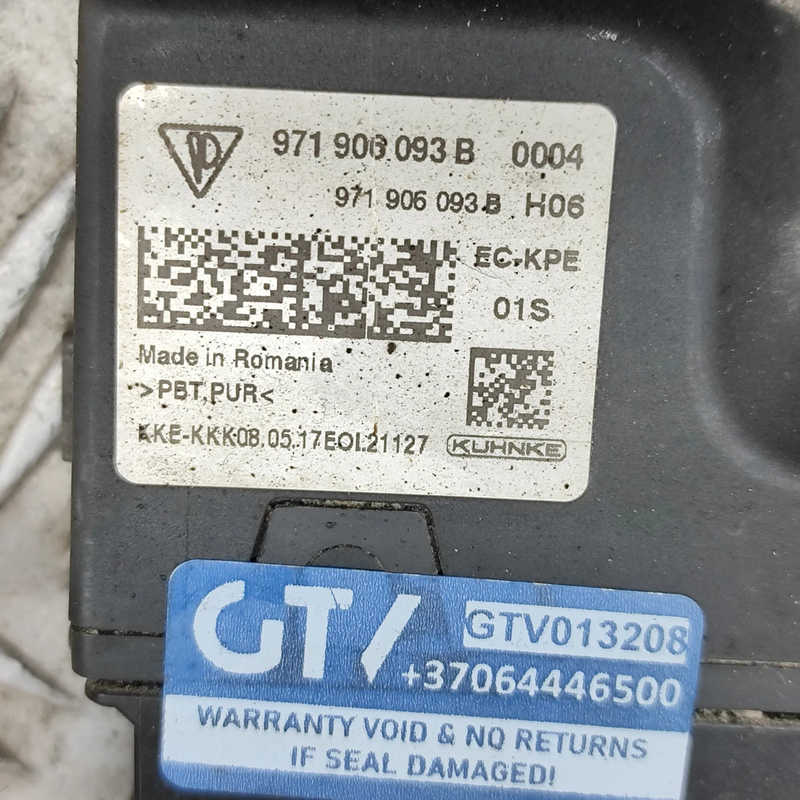 971 906 093 B 0004
971 906 093 B H06
EC-KPE
01S
Made in Romania
>PBT,PUR<
KKE-KKK08.05.17EOL21127 KUHNKE
GTV GTV013208
+37064446500
WARRANTY VOID & NO RETURNS
IF SEAL DAMAGED!